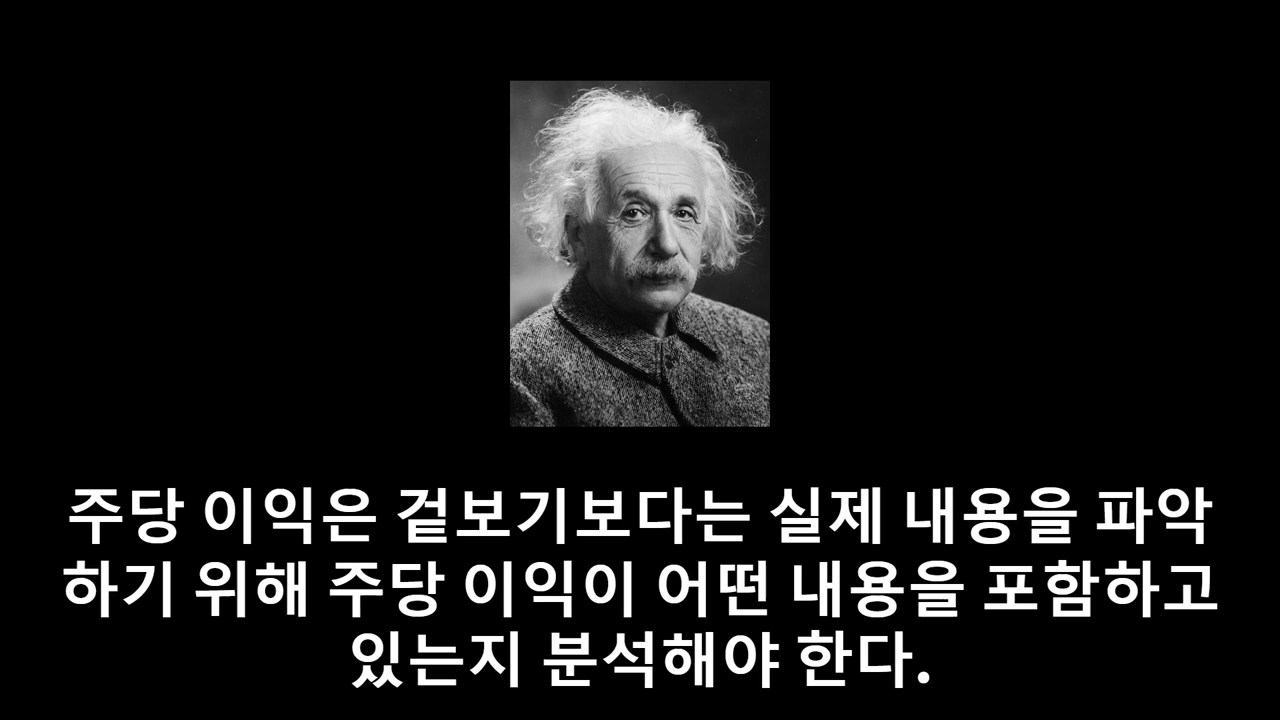 주당 이익은 겉보기보다는 실제 내용을 파악
하기 위해 주당 이익이 어떤 내용을 포함하고
있는지 분석해야 한다.